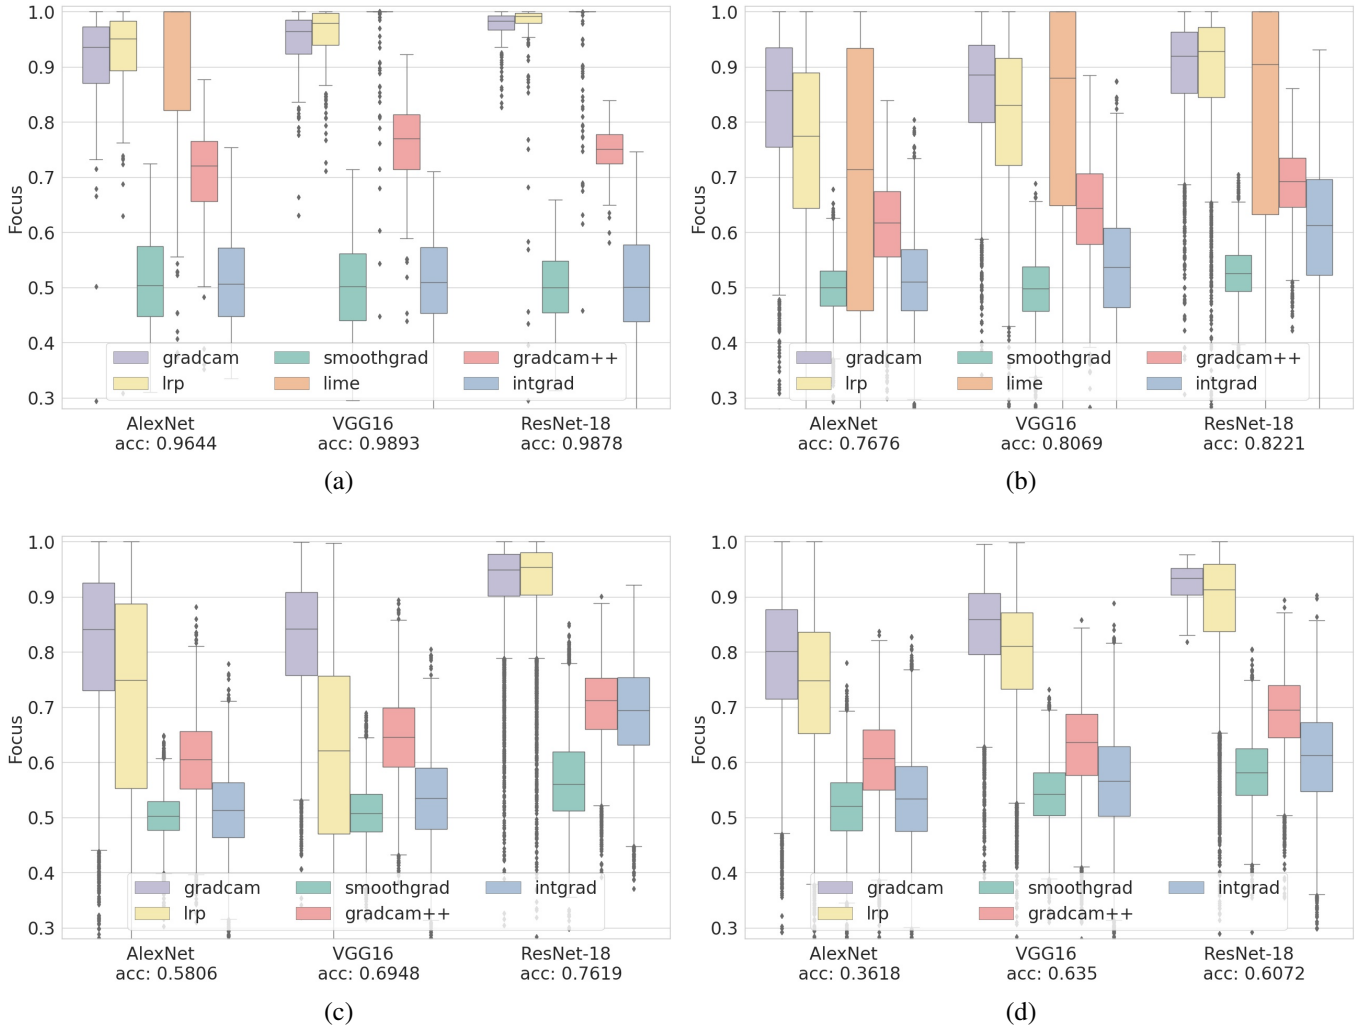 1.0
0.9
0.8
0.7
0.6
0.5
0.4
0.3
Focus
gradcam smoothgrad gradcam++
lrp lime intgrad
AlexNet VGG16 ResNet-18
acc: 0.9644 acc: 0.9893 acc: 0.9878
(a)
1.0
0.9
0.8
0.7
0.6
0.5
0.4
0.3
Focus
gradcam smoothgrad gradcam++
lrp lime intgrad
AlexNet VGG16 ResNet-18
acc: 0.7676 acc: 0.8069 acc: 0.8221
(b)
1.0
0.9
0.8
0.7
0.6
0.5
0.4
0.3
Focus
gradcam smoothgrad intgrad
lrp gradcam++
AlexNet VGG16 ResNet-18
acc: 0.5806 acc: 0.6948 acc: 0.7619
(c)
1.0
0.9
0.8
0.7
0.6
0.5
0.4
0.3
Focus
gradcam smoothgrad intgrad
lrp gradcam++
AlexNet VGG16 ResNet-18
acc: 0.3618 acc: 0.635 acc: 0.6072
(d)